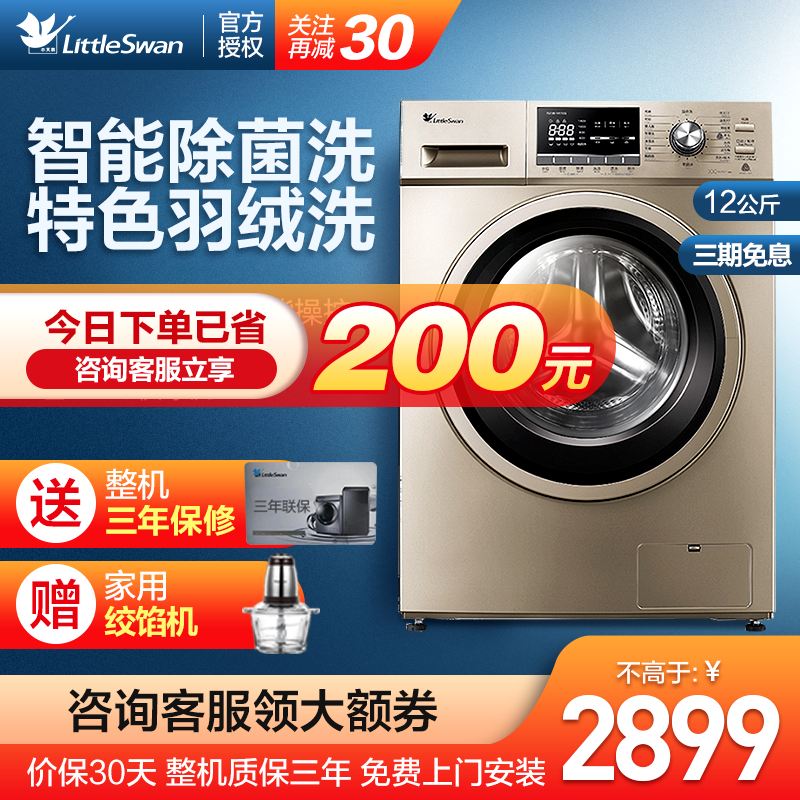 LittleSwan
官方
授权
关注
再减30
智能除菌洗
特色羽绒洗
LittleSwan
12公斤
三期免息
今日下单已省
咨询客服立享
200元
送
整机
三年保修
LittleSwan
三年联保
赠
家用
绞馅机
咨询客服领大额券
价保30天 整机质保三年 免费上门安装
不高于:¥
2899